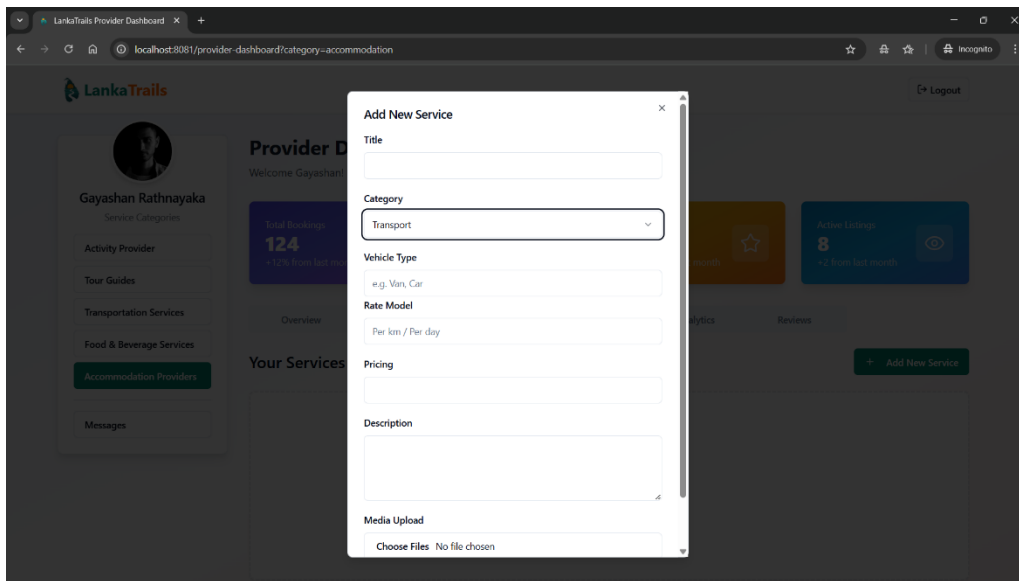 LankaTrails Provider Dashboard
localhost:8081/provider-dashboard?category=accommodation
Incognito
LankaTrails
Logout
Gayashan Rathnayaka
Service Categories
Activity Provider
Tour Guides
Transportation Services
Food & Beverage Services
Accommodation Providers
Messages
Provider D
Welcome Gayashan!
Total Bookings
124
+12% from last mon
month
Active Listings
8
+2 from last month
Overview
alytics
Reviews
Your Services
+ Add New Service
Add New Service
Title
Category
Transport
Vehicle Type
e.g. Van, Car
Rate Model
Per km / Per day
Pricing
Description
Media Upload
Choose Files No file chosen